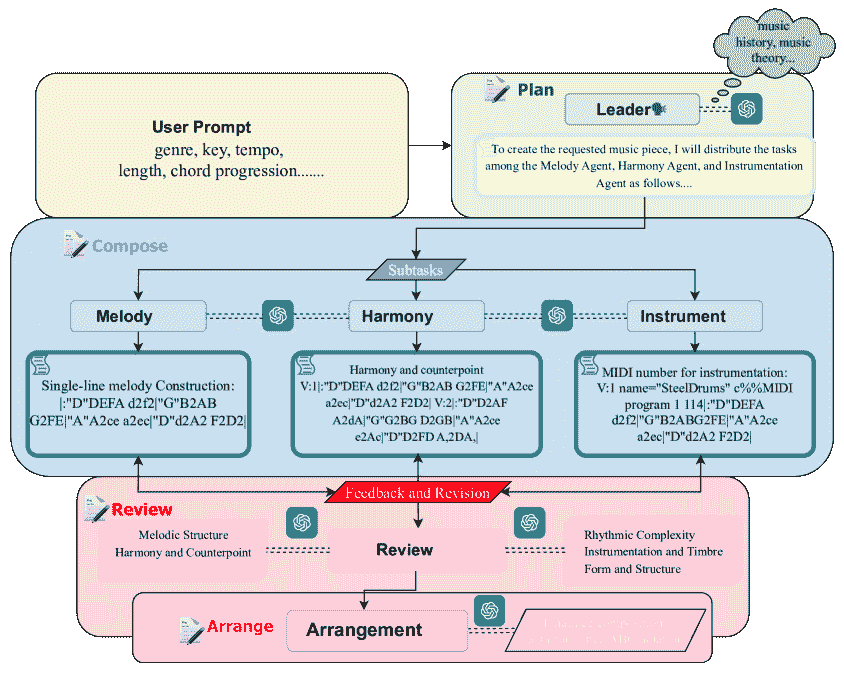 music
history, music
theory...
Plan
Leader
To create the requested music piece, I will distribute the tasks
among the Melody Agent, Harmony Agent, and Instrumentation
Agent as follows....
User Prompt
genre, key, tempo,
length, chord progression.......
Compose
Subtasks
Melody
Harmony
Instrument
Single-line melody Construction:
|:"D"DEFA d2f2|"G"B2AB
G2FE|"A"A2ce a2ec|"D"d2A2 F2D2|
Harmony and counterpoint
V:1|:"D"DEFA d2f2|"G"B2AB G2FE|"A"A2ce
a2ec|"D"d2A2 F2D2| V:2|:"D"D2AF
A2dA|"G"G2BG D2GB|"A"A2ce
e2Ac|"D"D2FD A,2DA,|
MIDI number for instrumentation:
V:1 name="SteelDrums" c%%MIDI
program 1 114|:"D"DEFA
d2f2|"G"B2ABG2FE|"A"A2ce
a2ec|"D"d2A2 F2D2|
Feedback and Revision
Review
Melodic Structure
Harmony and Counterpoint
Review
Rhythmic Complexity
Instrumentation and Timbre
Form and Structure
Arrange
Arrangement